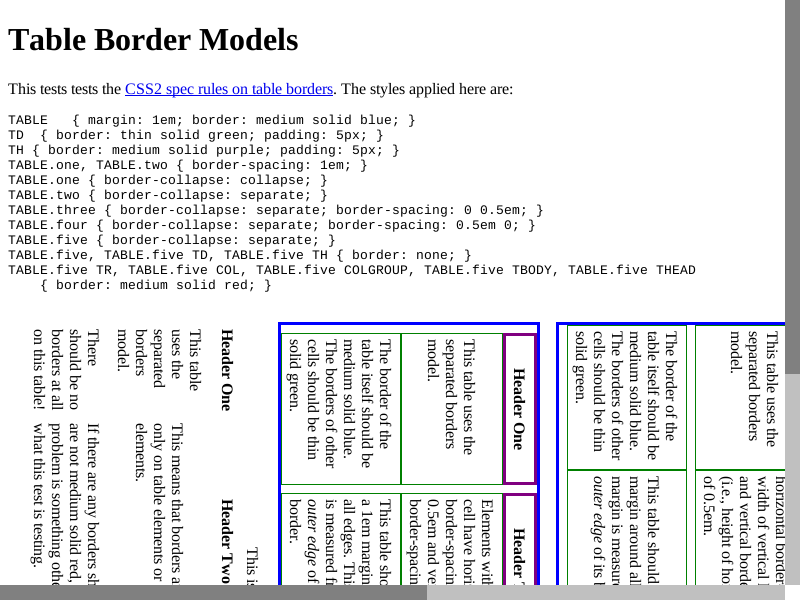 Table Border Models
This tests tests the CSS2 spec rules on table borders. The styles applied here are:
TABLE   { margin: 1em; border: medium solid blue; }
TD  { border: thin solid green; padding: 5px; }
TH { border: medium solid purple; padding: 5px; }
TABLE.one, TABLE.two { border-spacing: 1em; }
TABLE.one { border-collapse: collapse; }
TABLE.two { border-collapse: separate; }
TABLE.three { border-collapse: separate; border-spacing: 0 0.5em; }
TABLE.four { border-collapse: separate; border-spacing: 0.5em 0; }
TABLE.five { border-collapse: separate; }
TABLE.five, TABLE.five TD, TABLE.five TH { border: none; }
TABLE.five TR, TABLE.five COL, TABLE.five COLGROUP, TABLE.five TBODY, TABLE.five THEAD
    { border: medium solid red; }
This table uses the
separated borders
model.
The border of the
table itself should be
medium solid blue.
The borders of other
cells should be thin
solid green.
horizontal border
width of vertical
and vertical borde
(i.e., height of ho
of 0.5em.
This table should
margin around all
margin is measure
outer edge of its
Header One
This table uses the
separated borders
model.
The border of the
table itself should be
medium solid blue.
The borders of other
cells should be thin
solid green.
Header
Elements with
cell have hori
border-spacin
0.5em and ve
border-spacin
This table sho
a 1em margin
all edges. Thi
is measured f
outer edge of
border.
This is
Header One
This table
uses the
separated
borders
model.
There
should be no
borders at all
on this table!
Header Two
This means that borders a
only on table elements or
elements.
If there are any borders sh
are not medium solid red,
problem is something othe
what this test is testing.